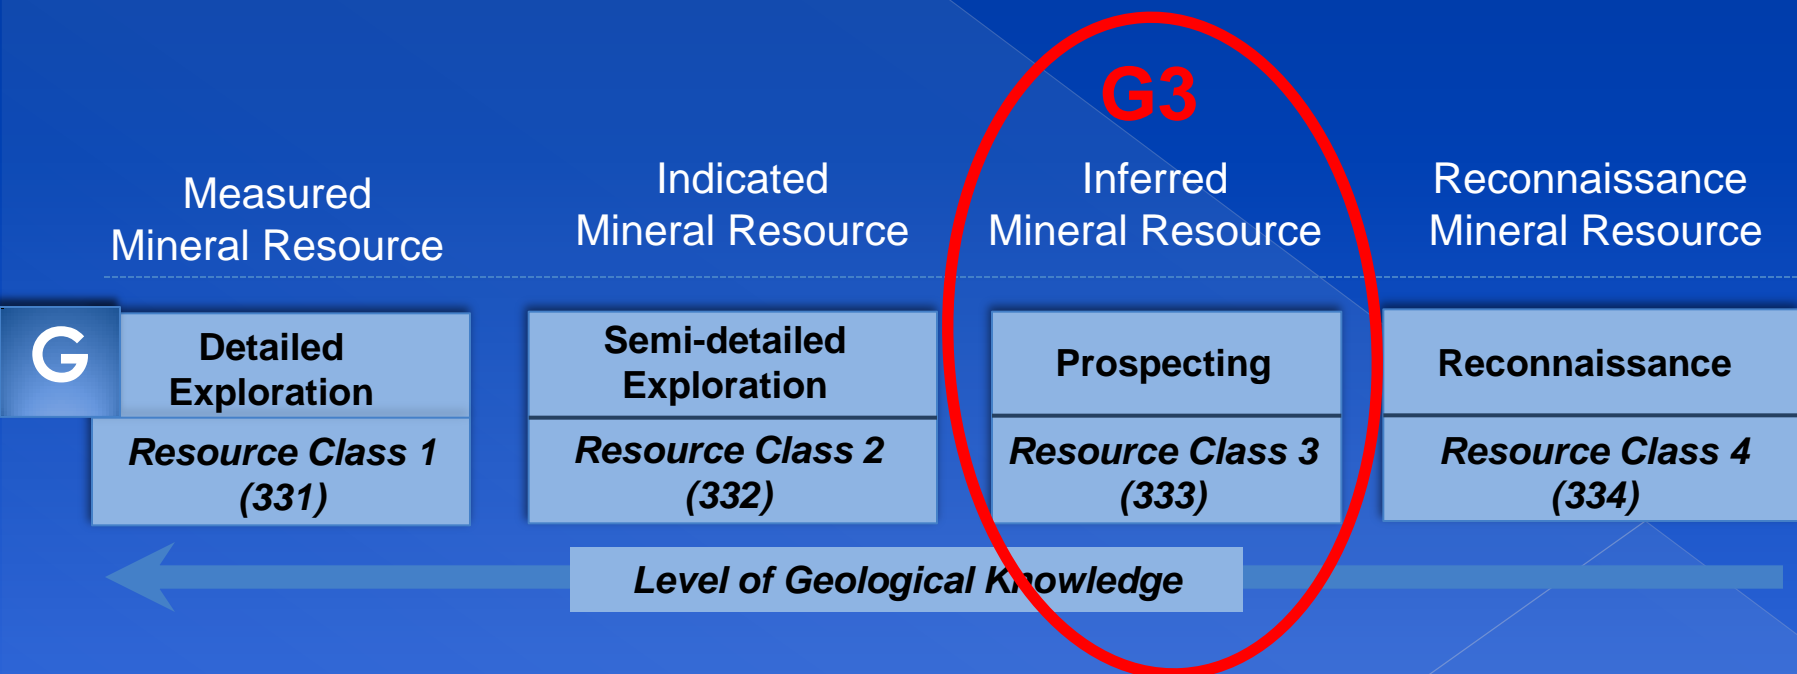 G3
Measured
Mineral Resource
Indicated
Mineral Resource
Inferred
Mineral Resource
Reconnaissance
Mineral Resource
G
Detailed
Exploration
Resource Class 1
(331)
Semi-detailed
Exploration
Resource Class 2
(332)
Prospecting
Resource Class 3
(333)
Reconnaissance
Resource Class 4
(334)
Level of Geological Knowledge